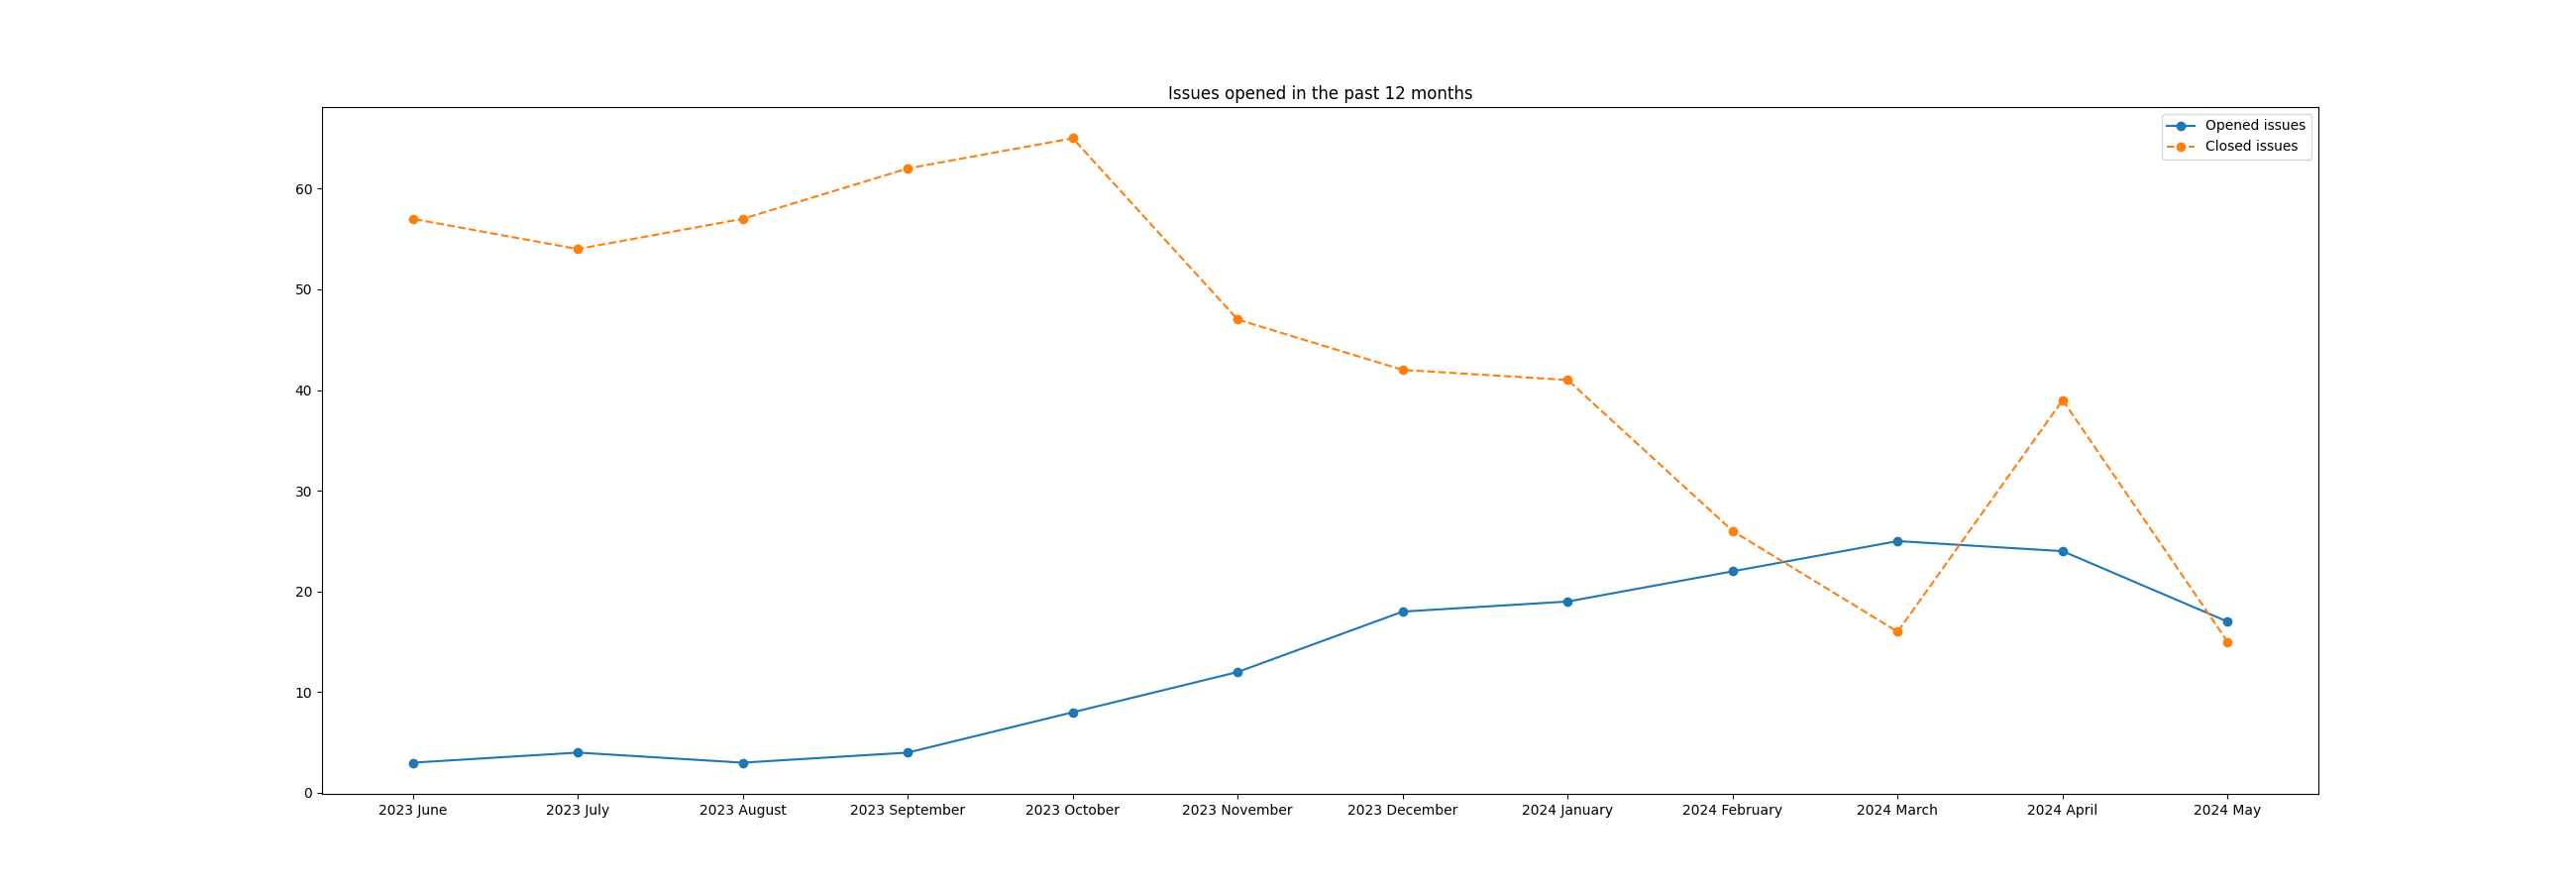 Issues opened in the past 12 months
Opened issues
Closed issues
60
50
40
30
20
10
0
2023 June 2023 July 2023 August 2023 September 2023 October 2023 November 2023 December 2024 January 2024 February 2024 March 2024 April 2024 May